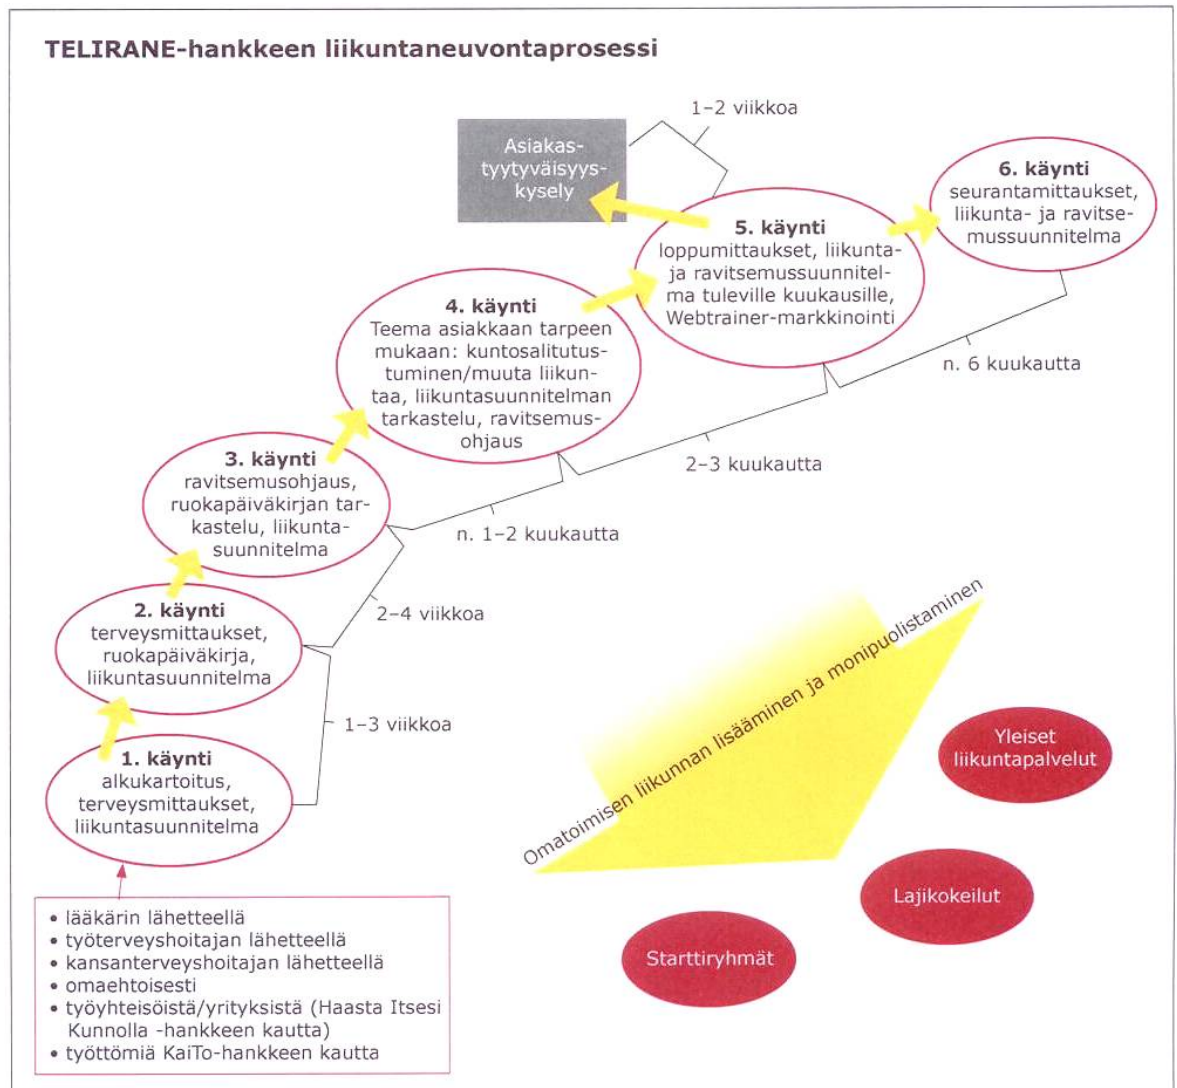 TELIRANE-hankkeen liikuntaneuvontaprosessi
1–2 viikkoa
Asiakas-
tyytyväisyys-
kysely
6. käynti
seurantamittaukset,
liikunta- ja ravitse-
mussuunnitelma
5. käynti
loppumittaukset, liikunta-
ja ravitsemussuunnitel-
ma tuleville kuukausille,
Webtrainer-markkinointi
4. käynti
Teema asiakkaan tarpeen
mukaan: kuntosalitutus-
tuminen/muuta liikun-
taa, liikuntasuunnitelman
tarkastelu, ravitsemus-
ohjaus
n. 6 kuukautta
2–3 kuukautta
3. käynti
ravitsemusohjaus,
ruokapäiväkirjan tar-
kastelu, liikunta-
suunnitelma
n. 1–2 kuukautta
2. käynti
terveysmittaukset,
ruokapäiväkirja,
liikuntasuunnitelma
2–4 viikkoa
1–3 viikkoa
1. käynti
alkukartoitus,
terveysmittaukset,
liikuntasuunnitelma
Omatoimisen liikunnan lisääminen ja monipuolistaminen
Yleiset
liikuntapalvelut
Lajikokeilut
Starttiryhmät
• lääkärin lähetteellä
• työterveyshoitajan lähetteellä
• kansanterveyshoitajan lähetteellä
• omaehtoisesti
• työyhteisöistä/yrityksistä (Haasta Itsesi
Kunnolla -hankkeen kautta)
• työttömiä KaiTo-hankkeen kautta